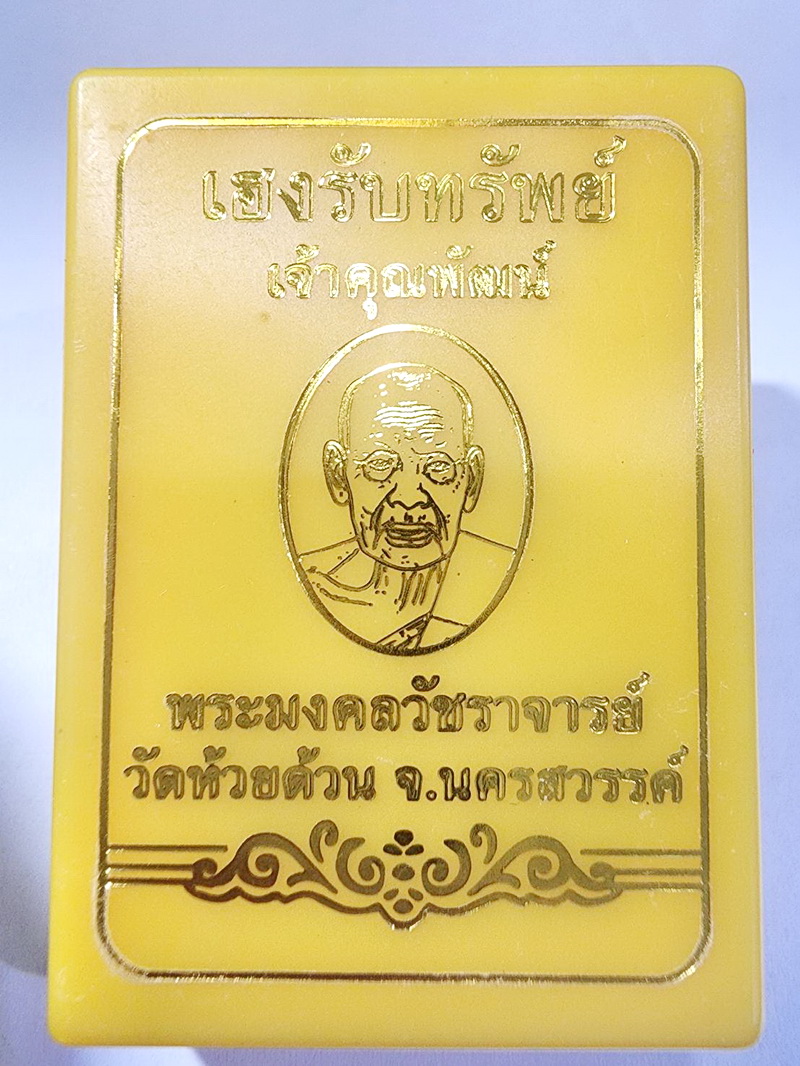 เฮงรับทรัพย์
เจ้าคุณพัฒน์
พระมงคลวัชราจารย์
วัดห้วยด้วน จ.นครสวรรค์